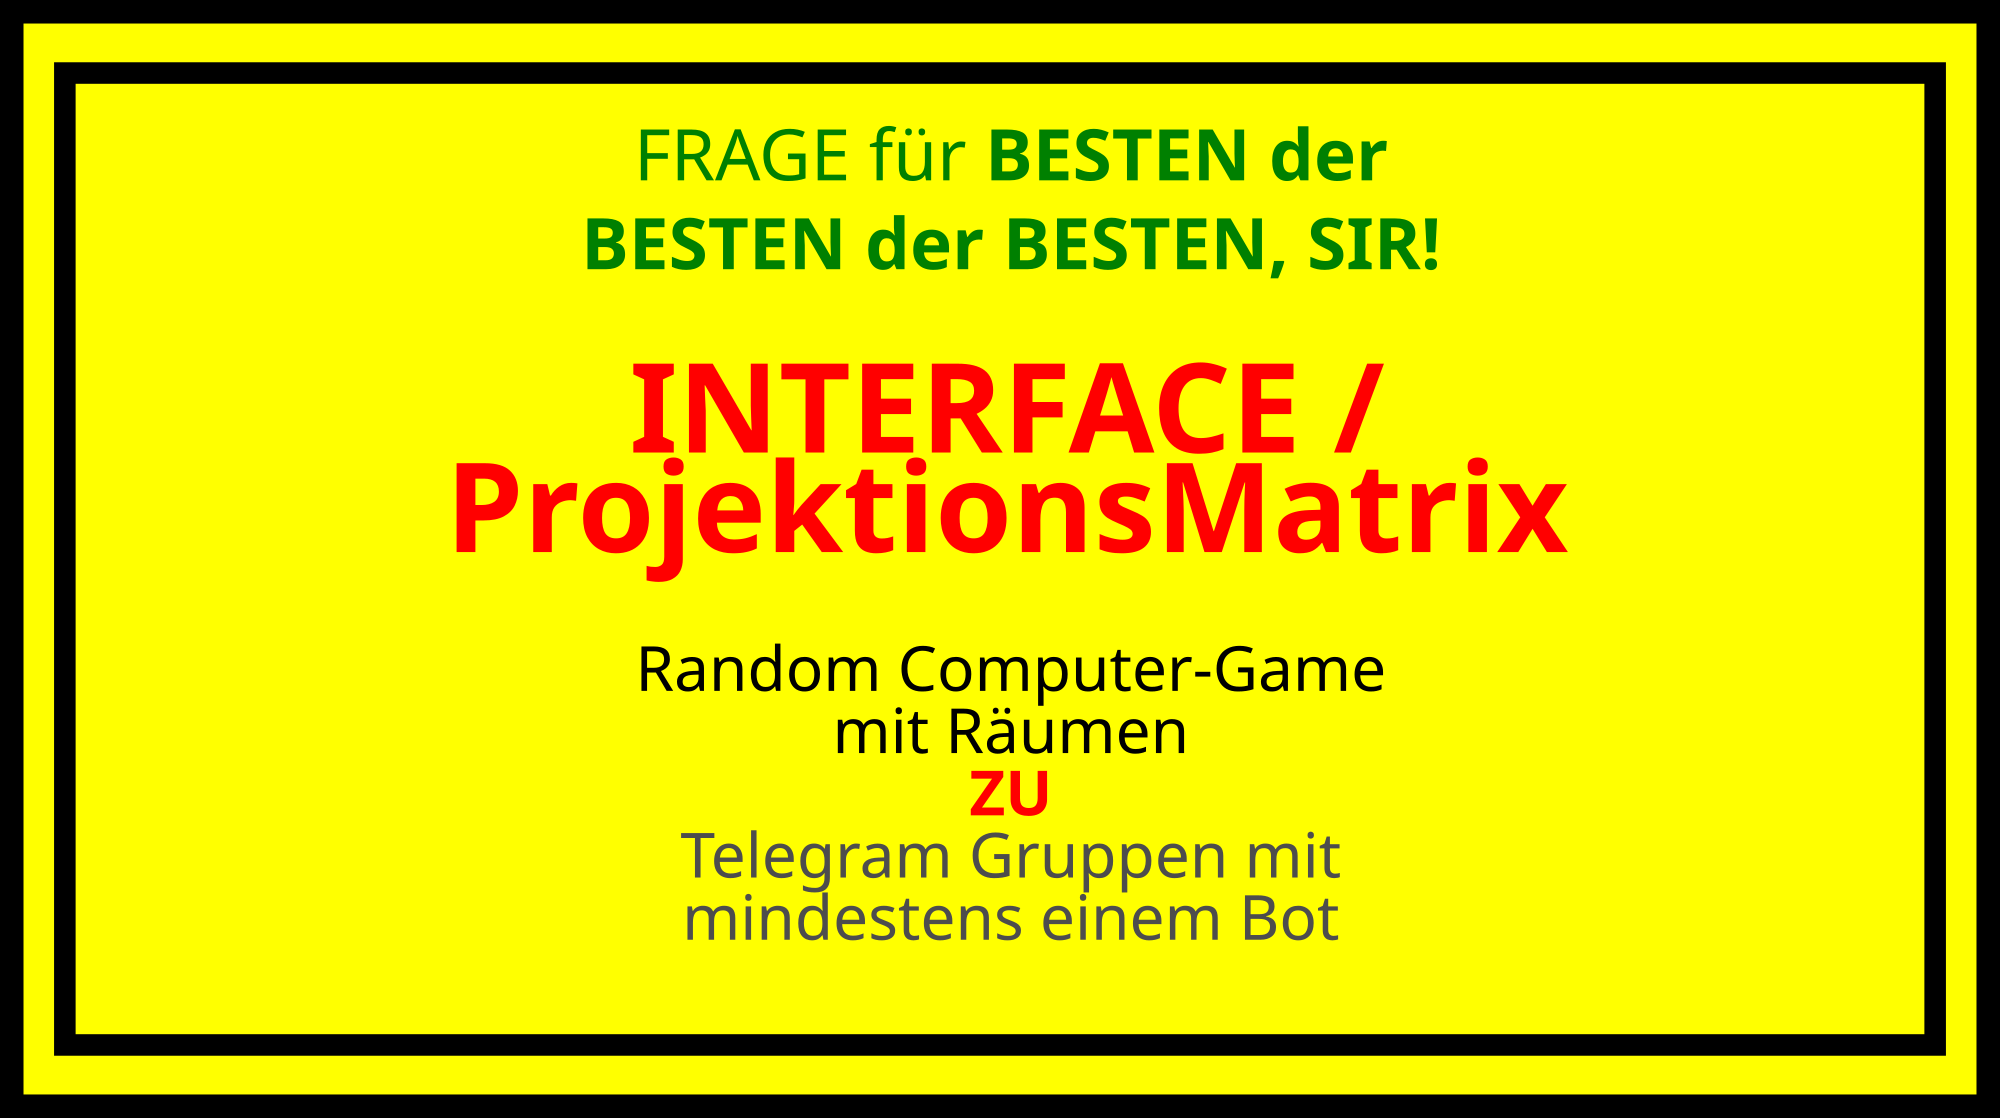 FRAGE für BESTEN der
BESTEN der BESTEN, SIR!
INTERFACE /
ProjektionsMatrix
Random Computer-Game
mit Räumen
ZU
Telegram Gruppen mit
mindestens einem Bot